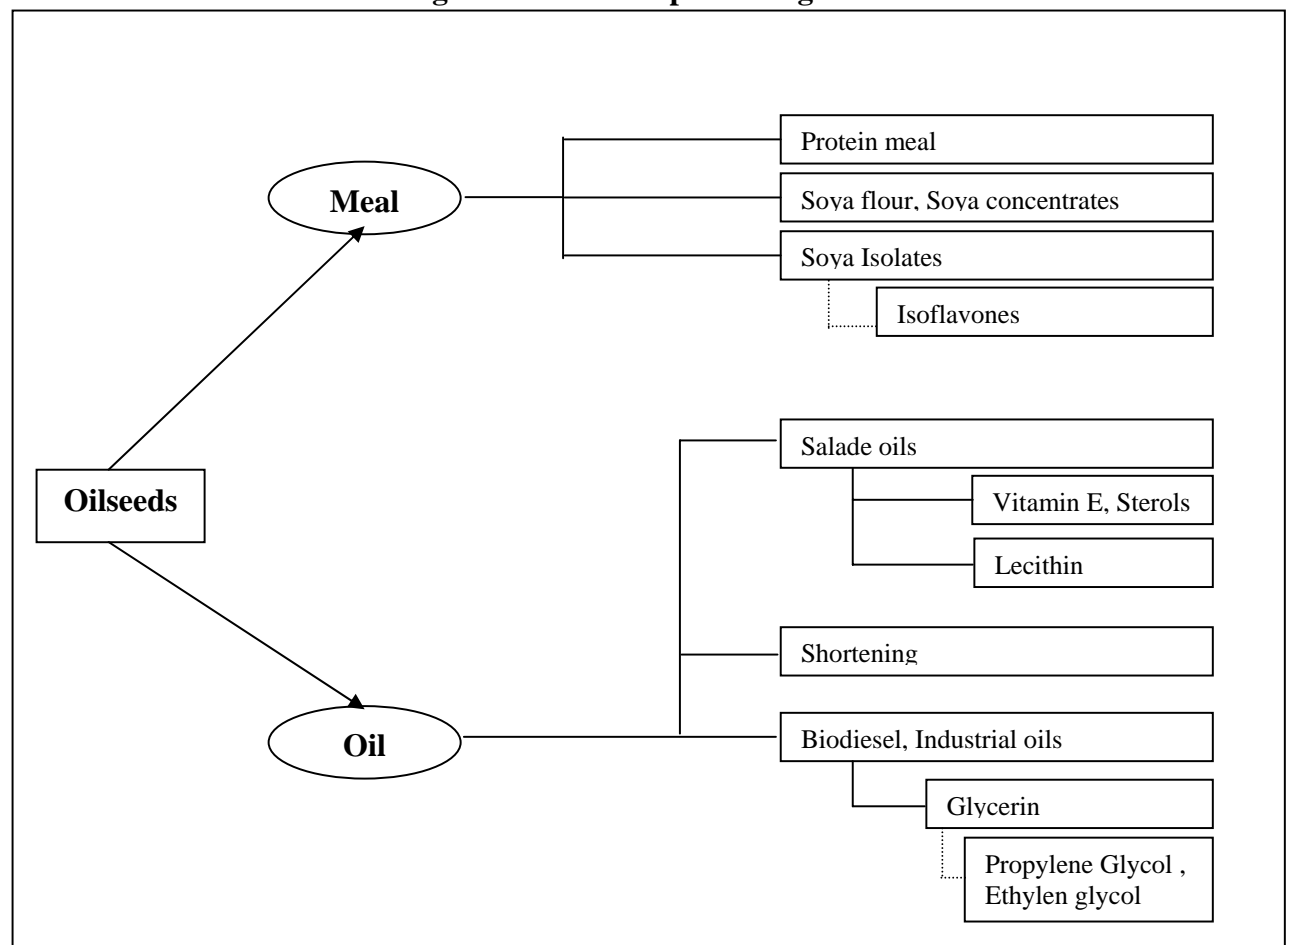 Protein meal
Meal
Soya flour, Soya concentrates
Soya Isolates
Isoflavones
Salade oils
Oilseeds
Vitamin E, Sterols
Lecithin
Shortening
Oil
Biodiesel, Industrial oils
Glycerin
Propylene Glycol ,
Ethylen glycol